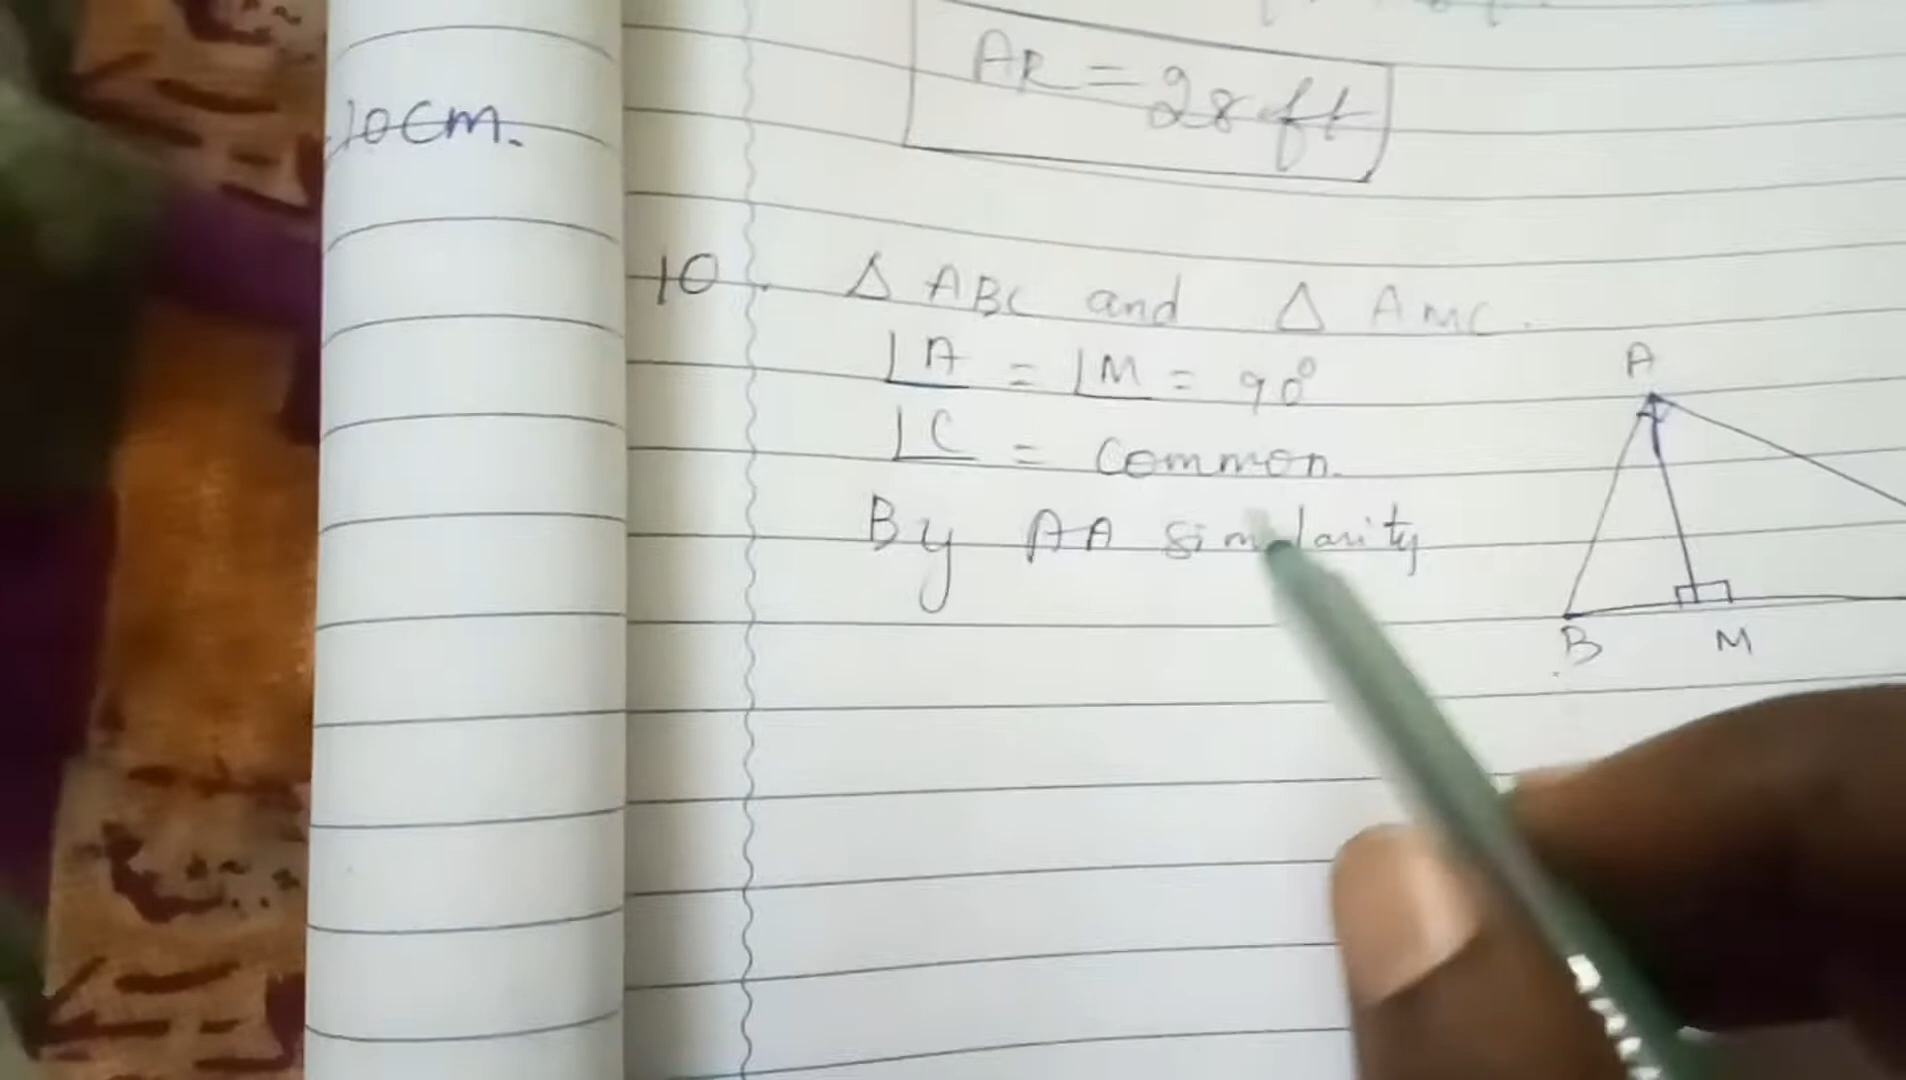 10cm.
AR = 28 ft
10. Δ ABC and Δ AMC.
∠A = ∠M = 90°
∠C = common.
By AA similarity
A
B M